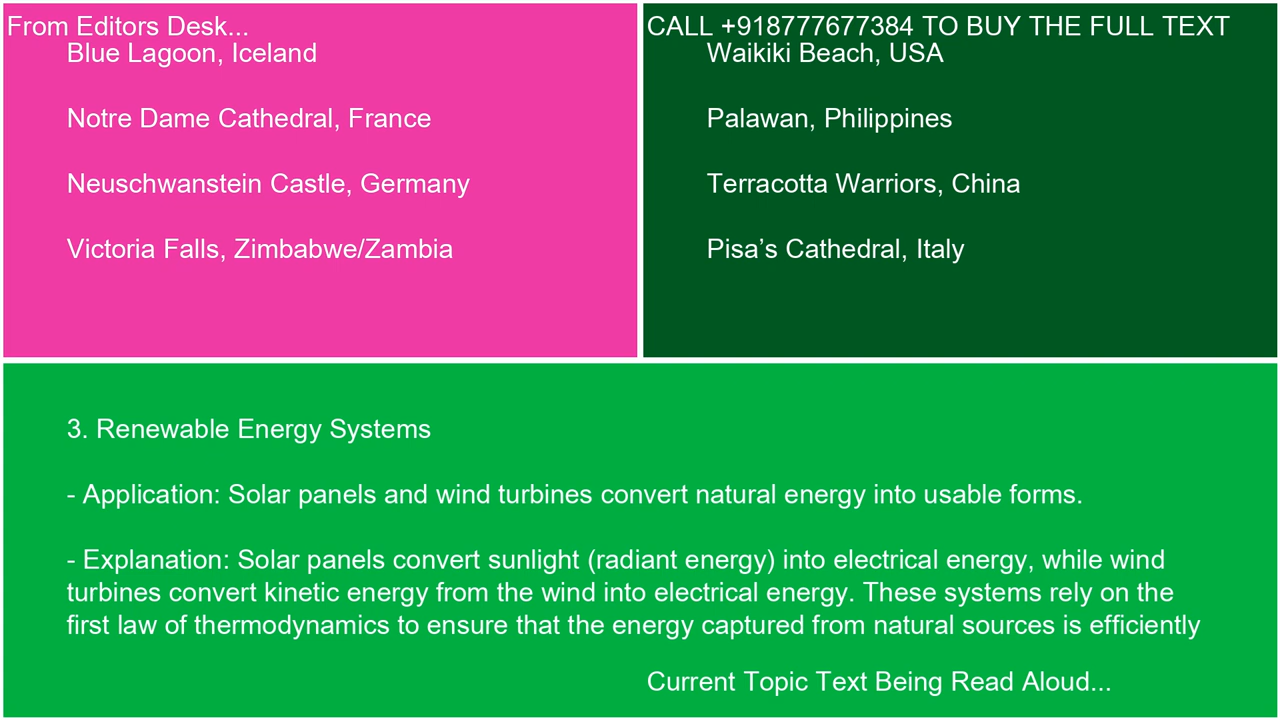 From Editors Desk...
Blue Lagoon, Iceland
Notre Dame Cathedral, France
Neuschwanstein Castle, Germany
Victoria Falls, Zimbabwe/Zambia
CALL +918777677384 TO BUY THE FULL TEXT
Waikiki Beach, USA
Palawan, Philippines
Terracotta Warriors, China
Pisa’s Cathedral, Italy
3. Renewable Energy Systems
- Application: Solar panels and wind turbines convert natural energy into usable forms.
- Explanation: Solar panels convert sunlight (radiant energy) into electrical energy, while wind
turbines convert kinetic energy from the wind into electrical energy. These systems rely on the
first law of thermodynamics to ensure that the energy captured from natural sources is efficiently
Current Topic Text Being Read Aloud...